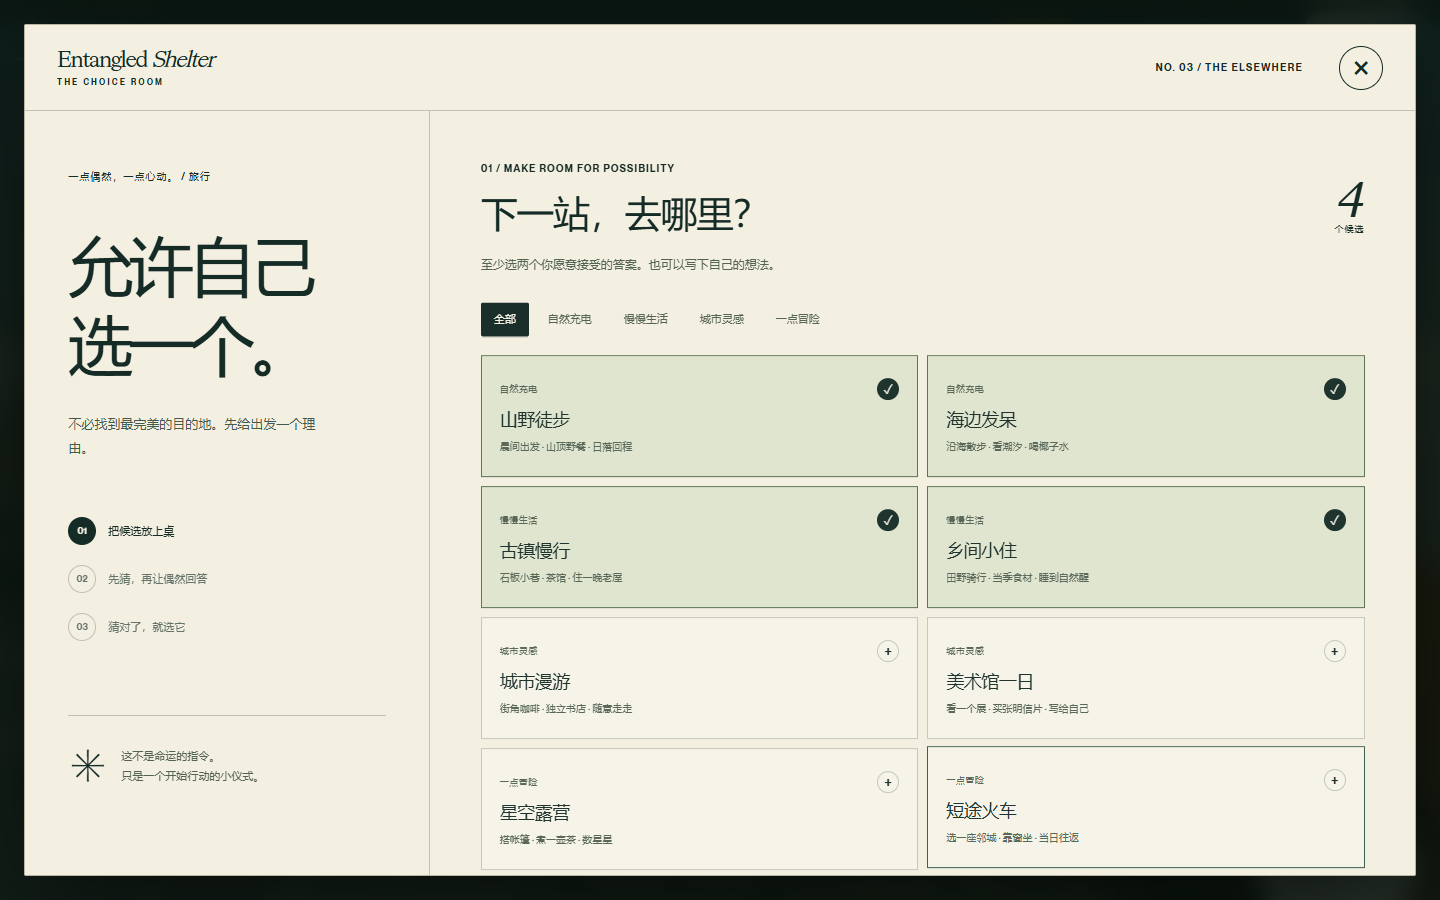 Entangled Shelter
THE CHOICE ROOM
NO. 03 / THE ELSEWHERE
一点偶然，一点心动。 / 旅行
允许自己
选一个。
不必找到最完美的目的地。先给出发一个理
由。
01 把候选放上桌
02 先猜，再让偶然回答
03 猜对了，就选它
这不是命运的指令。
只是一个开始行动的小仪式。
01 / MAKE ROOM FOR POSSIBILITY
下一站，去哪里？
4
个候选
至少选两个你愿意接受的答案。也可以写下自己的想法。
全部 自然充电 慢慢生活 城市灵感 一点冒险
自然充电
山野徒步
晨间出发 · 山顶野餐 · 日落回程
自然充电
海边发呆
沿海散步 · 看潮汐 · 喝椰子水
慢慢生活
古镇慢行
石板小巷 · 茶馆 · 住一晚老屋
慢慢生活
乡间小住
田野骑行 · 当季食材 · 睡到自然醒
城市灵感
城市漫游
街角咖啡 · 独立书店 · 随意走走
城市灵感
美术馆一日
看一个展 · 买张明信片 · 写给自己
一点冒险
星空露营
搭帐篷 · 煮一壶茶 · 数星星
一点冒险
短途火车
选一座邻城 · 靠窗坐 · 当日往返